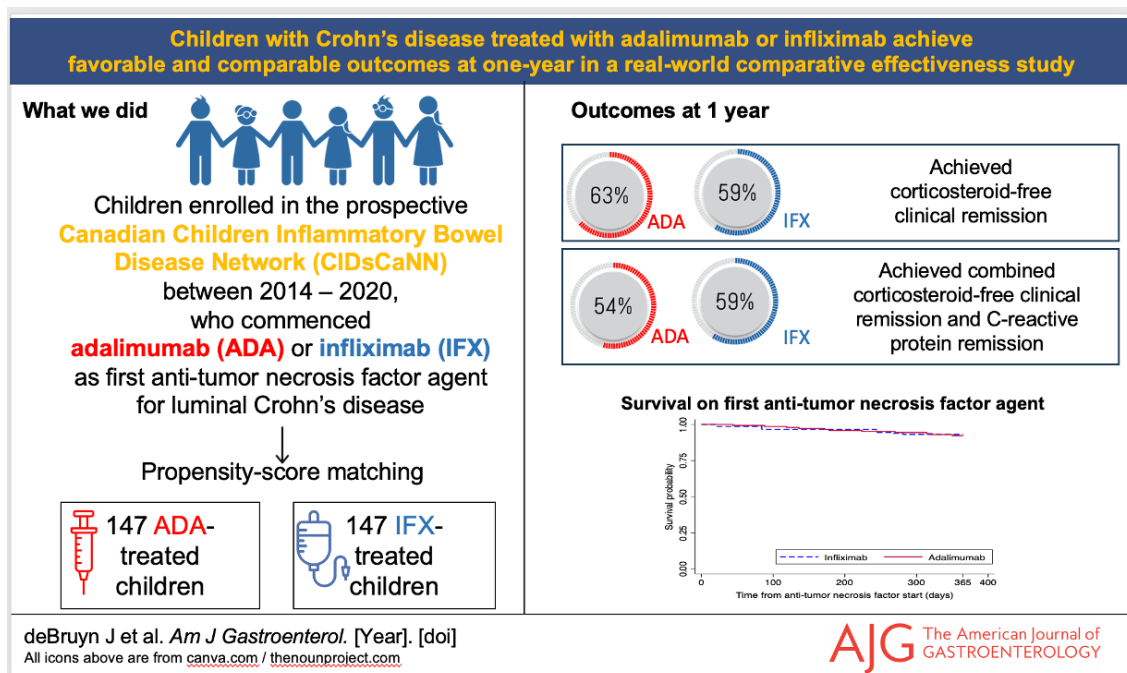 Children with Crohn's disease treated with adalimumab or infliximab achieve
favorable and comparable outcomes at one-year in a real-world comparative effectiveness study
What we did
Children enrolled in the prospective
Canadian Children Inflammatory Bowel
Disease Network (CIDsCaNN)
between 2014 – 2020,
who commenced
adalimumab (ADA) or infliximab (IFX)
as first anti-tumor necrosis factor agent
for luminal Crohn's disease
Propensity-score matching
147 ADA-
treated
children
147 IFX-
treated
children
Outcomes at 1 year
63%
ADA
59%
IFX
Achieved
corticosteroid-free
clinical remission
54%
ADA
59%
IFX
Achieved combined
corticosteroid-free clinical
remission and C-reactive
protein remission
Survival on first anti-tumor necrosis factor agent
Survival probability
1.00
0.75
0.50
0.25
0.00
Infliximab
Adalimumab
0 100 200 300 365 400
Time from anti-tumor necrosis factor start (days)
deBruyn J et al. Am J Gastroenterol. [Year]. [doi]
All icons above are from canva.com / thenounproject.com
AJG
The American Journal of
GASTROENTEROLOGY